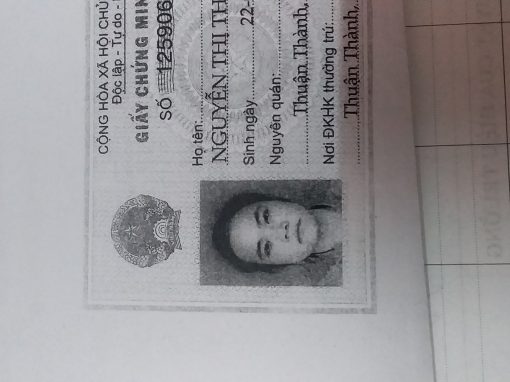 CỘNG HÒA XÃ HỘI CHỦ
Độc lập - Tự do -
GIẤY CHỨNG MIN
SỐ 125906
Họ tên:
NGUYỄN THỊ TH
Sinh ngày 22-
Nguyên quán:
Thuận Thành,
Nơi ĐKHK thường trú:
Thuận Thành,